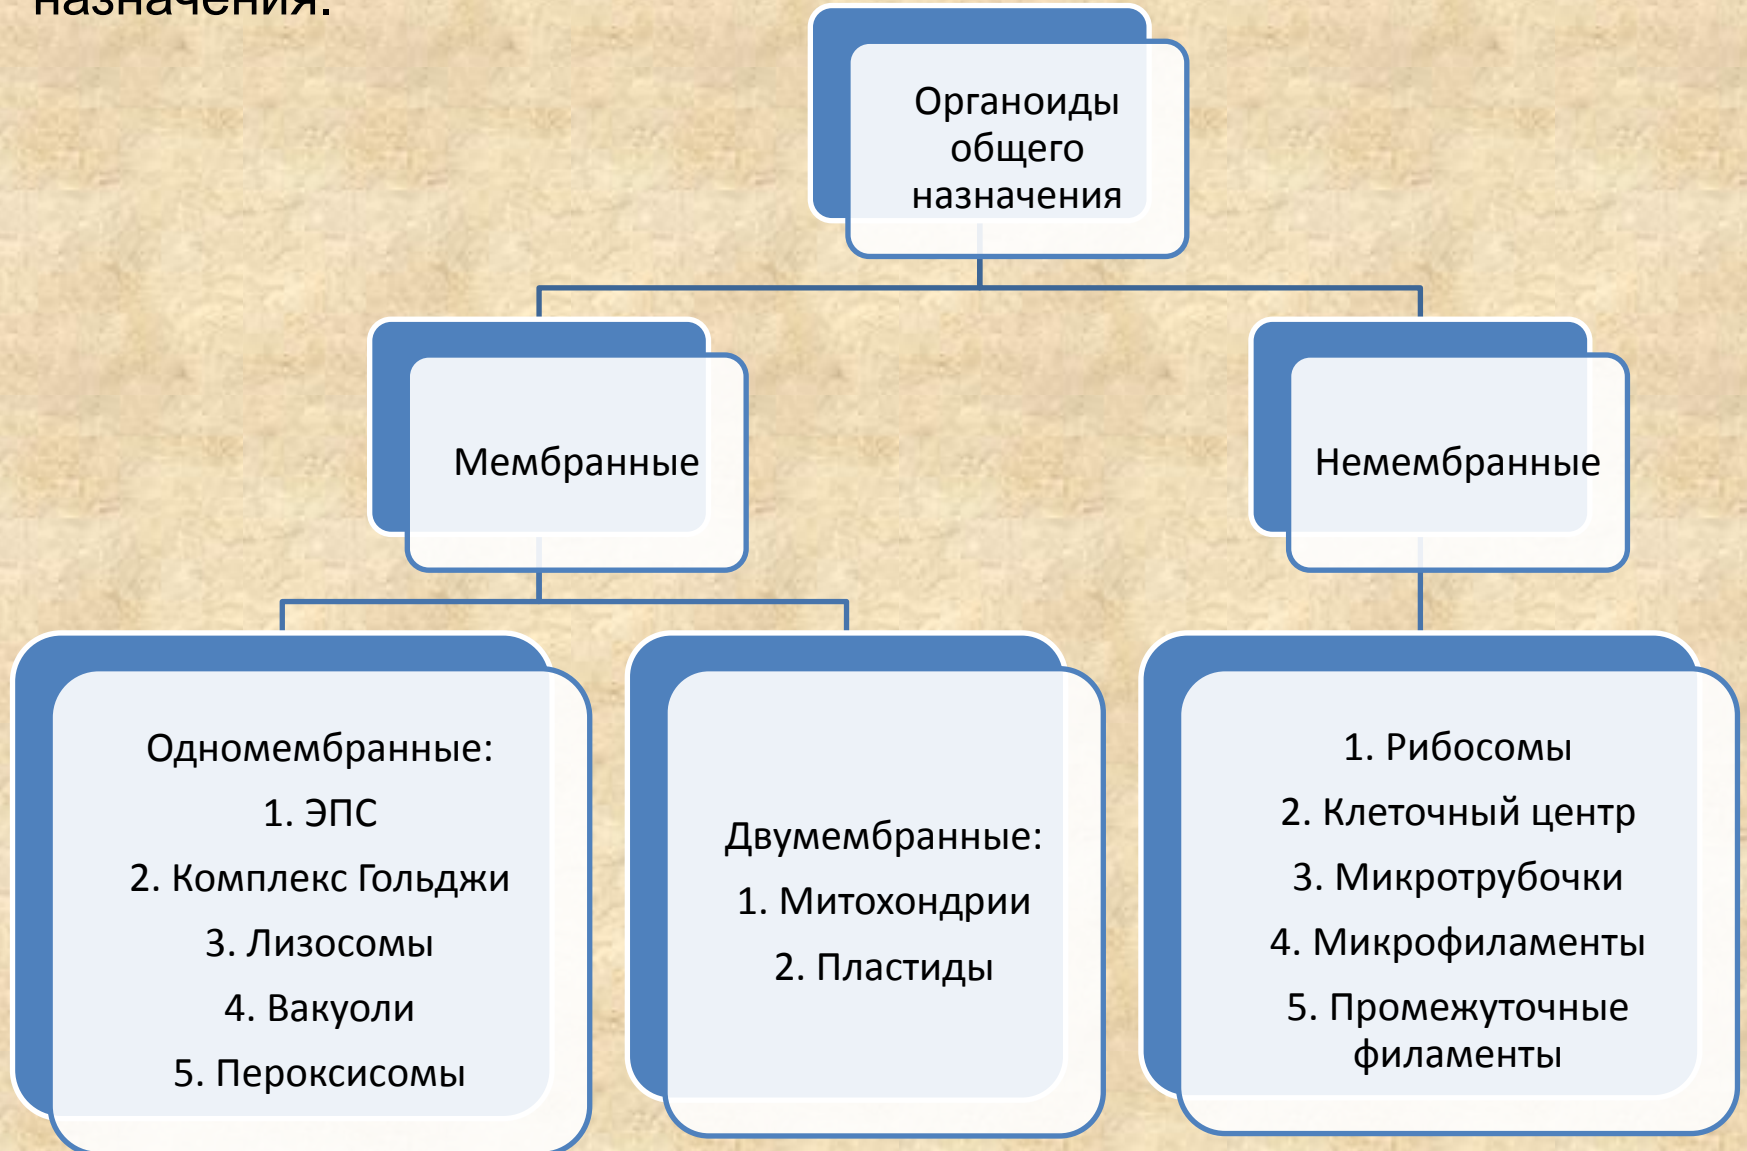 назначения.
Органоиды
общего
назначения
Мембранные
Немембранные
Одномембранные:
1. ЭПС
2. Комплекс Гольджи
3. Лизосомы
4. Вакуоли
5. Пероксисомы
Двумембранные:
1. Митохондрии
2. Пластиды
1. Рибосомы
2. Клеточный центр
3. Микротрубочки
4. Микрофиламенты
5. Промежуточные
филаменты